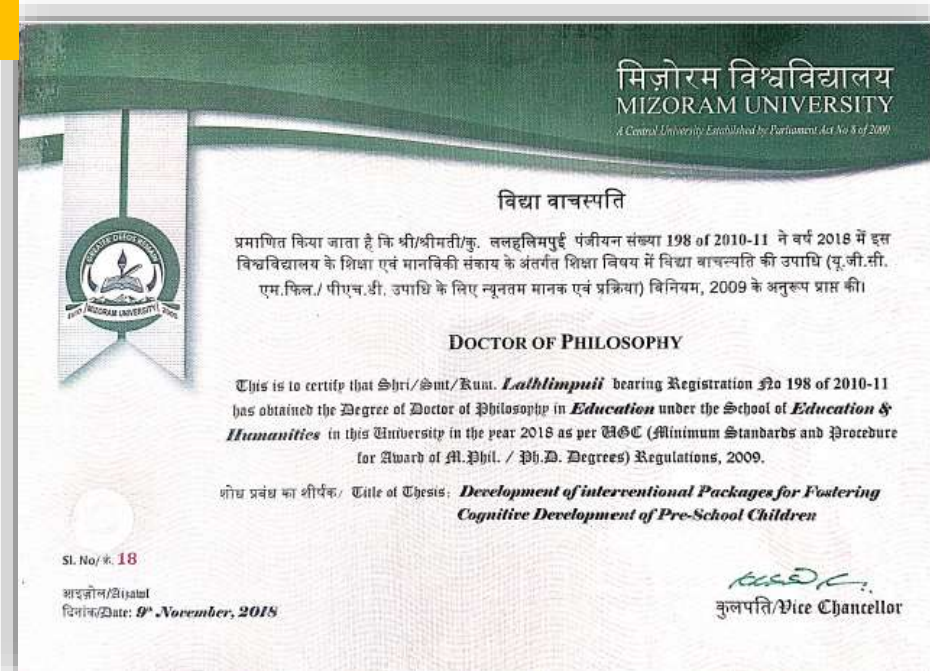 मिज़ोरम विश्वविद्यालय
MIZORAM UNIVERSITY
A Central University Established by Parliament Act No 8 of 2000
विद्या वाचस्पति
प्रमाणित किया जाता है कि श्री/श्रीमती/कु. ललहलिमपुई पंजीयन संख्या 198 of 2010-11 ने वर्ष 2018 में इस
विश्वविद्यालय के शिक्षा एवं मानविकी संकाय के अंतर्गत शिक्षा विषय में विद्या वाचस्पति की उपाधि (यू.जी.सी.
एम.फिल./ पीएच.डी. उपाधि के लिए न्यूनतम मानक एवं प्रक्रिया) विनियम, 2009 के अनुरूप प्राप्त की।
DOCTOR OF PHILOSOPHY
This is to certify that Shri/Smt/Kum. Lalhlimpuii bearing Registration No 198 of 2010-11
has obtained the Degree of Doctor of Philosophy in Education under the School of Education &
Humanities in this University in the year 2018 as per UGC (Minimum Standards and Procedure
for Award of M.Phil. / Ph.D. Degrees) Regulations, 2009.
शोध प्रबंध का शीर्षक/ Title of Thesis: Development of interventional Packages for Fostering
Cognitive Development of Pre-School Children
MIZORAM UNIVERSITY
Sl. No/क्र. 18
आइज़ोल/Aizawl
दिनांक/Date: 9th November, 2018
कुलपति/Vice Chancellor